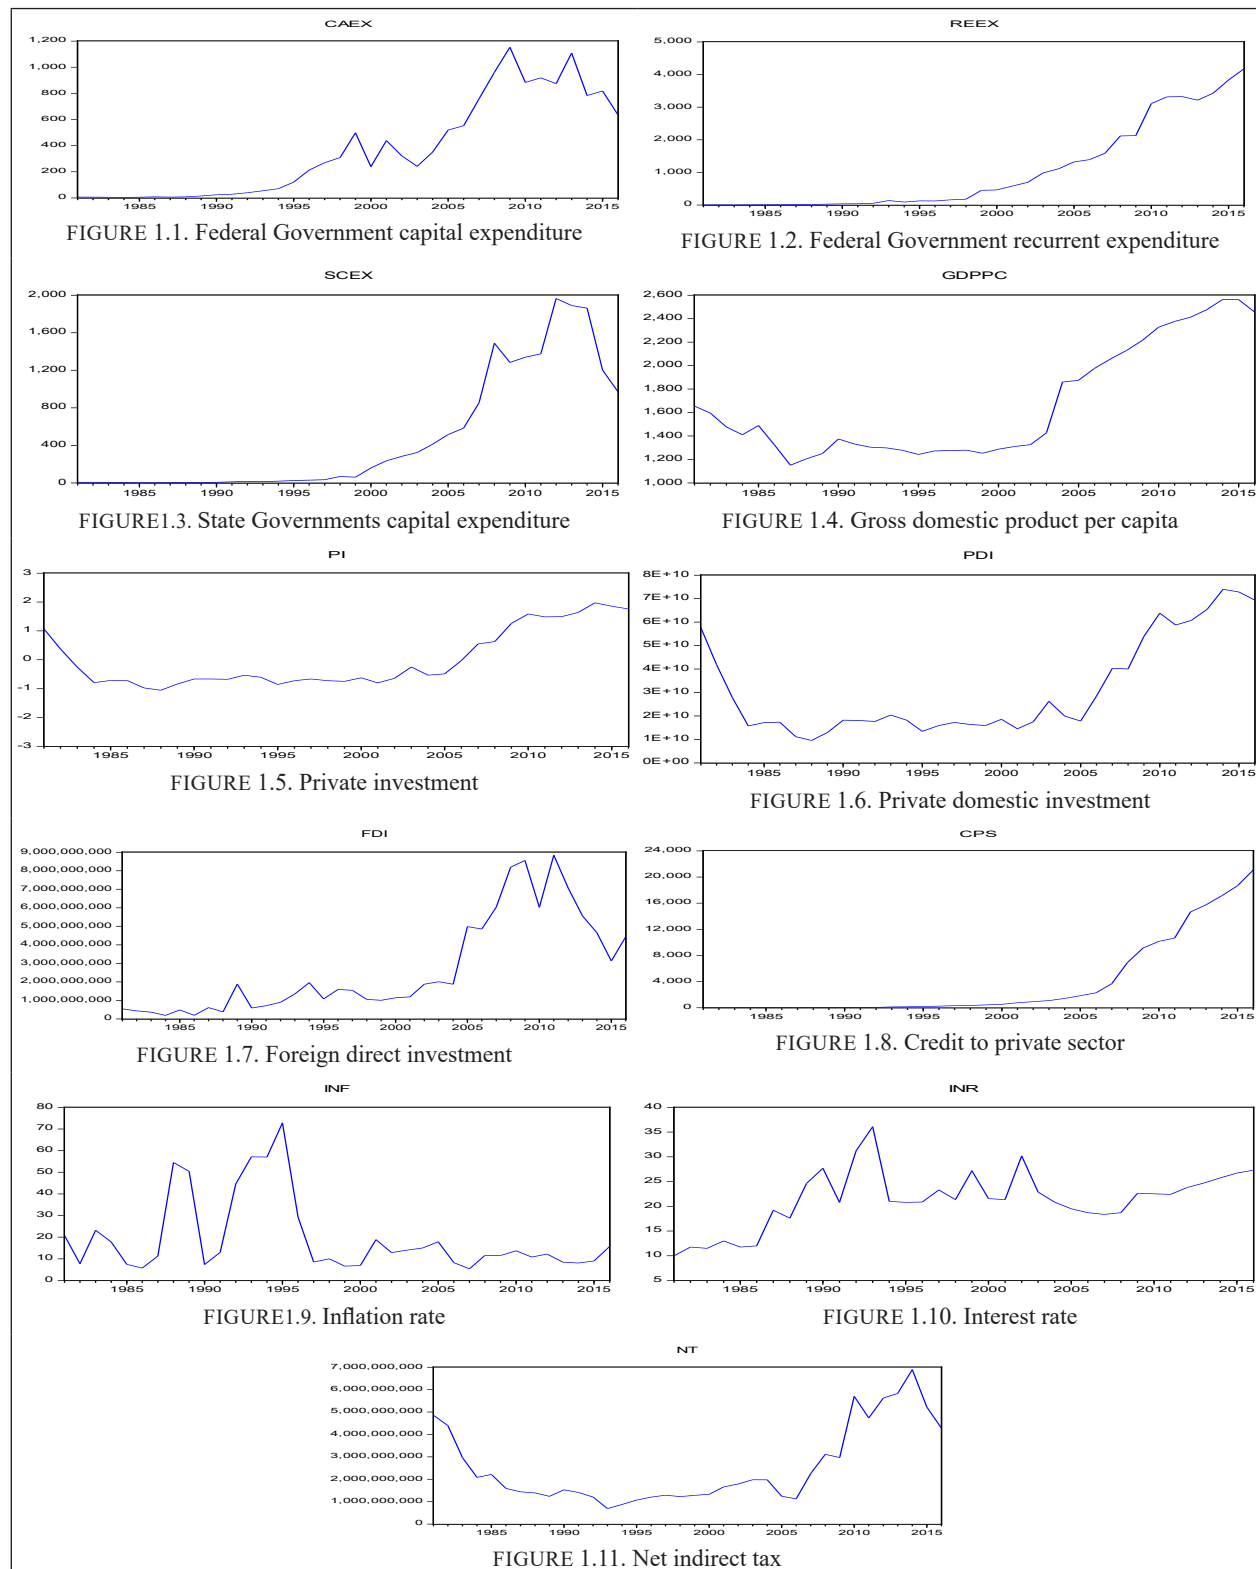 CAEX
1,200
1,000
800
600
400
200
0
1985 1990 1995 2000 2005 2010 2015
FIGURE 1.1. Federal Government capital expenditure
REEX
5,000
4,000
3,000
2,000
1,000
0
1985 1990 1995 2000 2005 2010 2015
FIGURE 1.2. Federal Government recurrent expenditure
SCEX
2,000
1,600
1,200
800
400
0
1985 1990 1995 2000 2005 2010 2015
FIGURE1.3. State Governments capital expenditure
GDPPC
2,600
2,400
2,200
2,000
1,800
1,600
1,400
1,200
1,000
1985 1990 1995 2000 2005 2010 2015
FIGURE 1.4. Gross domestic product per capita
PI
3
2
1
0
-1
-2
-3
1985 1990 1995 2000 2005 2010 2015
FIGURE 1.5. Private investment
PDI
8E+10
7E+10
6E+10
5E+10
4E+10
3E+10
2E+10
1E+10
0E+00
1985 1990 1995 2000 2005 2010 2015
FIGURE 1.6. Private domestic investment
FDI
9,000,000,000
8,000,000,000
7,000,000,000
6,000,000,000
5,000,000,000
4,000,000,000
3,000,000,000
2,000,000,000
1,000,000,000
0
1985 1990 1995 2000 2005 2010 2015
FIGURE 1.7. Foreign direct investment
CPS
24,000
20,000
16,000
12,000
8,000
4,000
0
1985 1990 1995 2000 2005 2010 2015
FIGURE 1.8. Credit to private sector
INF
80
70
60
50
40
30
20
10
0
1985 1990 1995 2000 2005 2010 2015
FIGURE1.9. Inflation rate
INR
40
35
30
25
20
15
10
5
1985 1990 1995 2000 2005 2010 2015
FIGURE 1.10. Interest rate
NT
7,000,000,000
6,000,000,000
5,000,000,000
4,000,000,000
3,000,000,000
2,000,000,000
1,000,000,000
0
1985 1990 1995 2000 2005 2010 2015
FIGURE 1.11. Net indirect tax